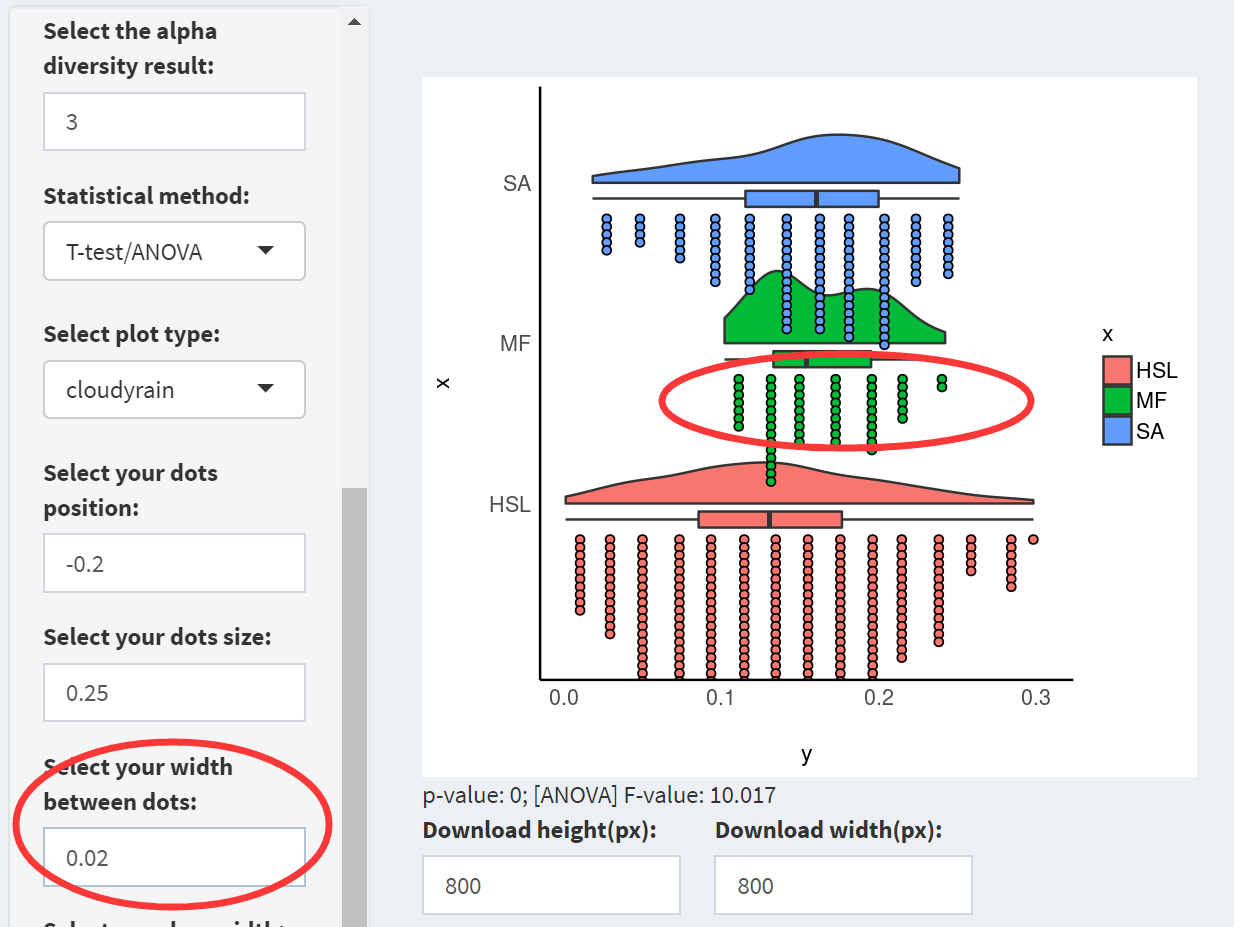 Select the alpha
diversity result:
3
Statistical method:
T-test/ANOVA
Select plot type:
cloudyrain
Select your dots
position:
-0.2
Select your dots size:
0.25
Select your width
between dots:
0.02
SA
MF
HSL
x
0.0 0.1 0.2 0.3
y
x
HSL
MF
SA
p-value: 0; [ANOVA] F-value: 10.017
Download height(px): Download width(px):
800 800